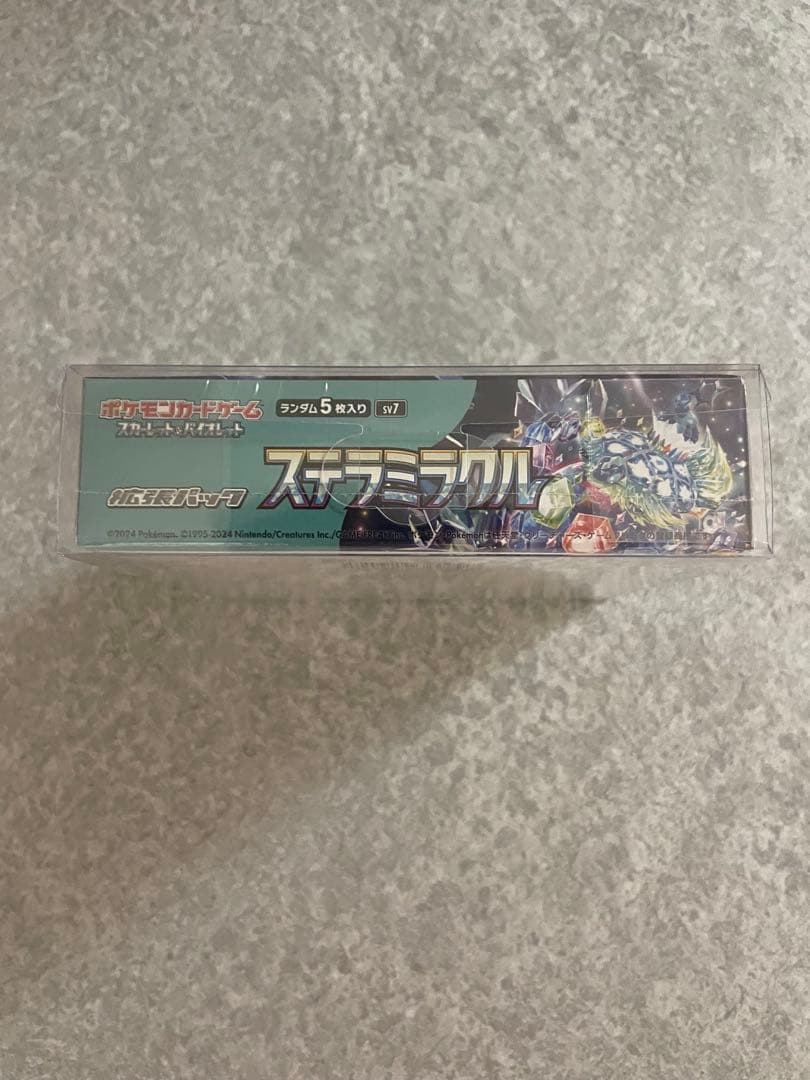 ポケモンカードゲーム
スカーレット&バイオレット
ランダム5枚入り
SV7
拡張パック
ステラミラクル
©2024 Pokémon. ©1995-2024 Nintendo/Creatures Inc./GAME FREAK inc.